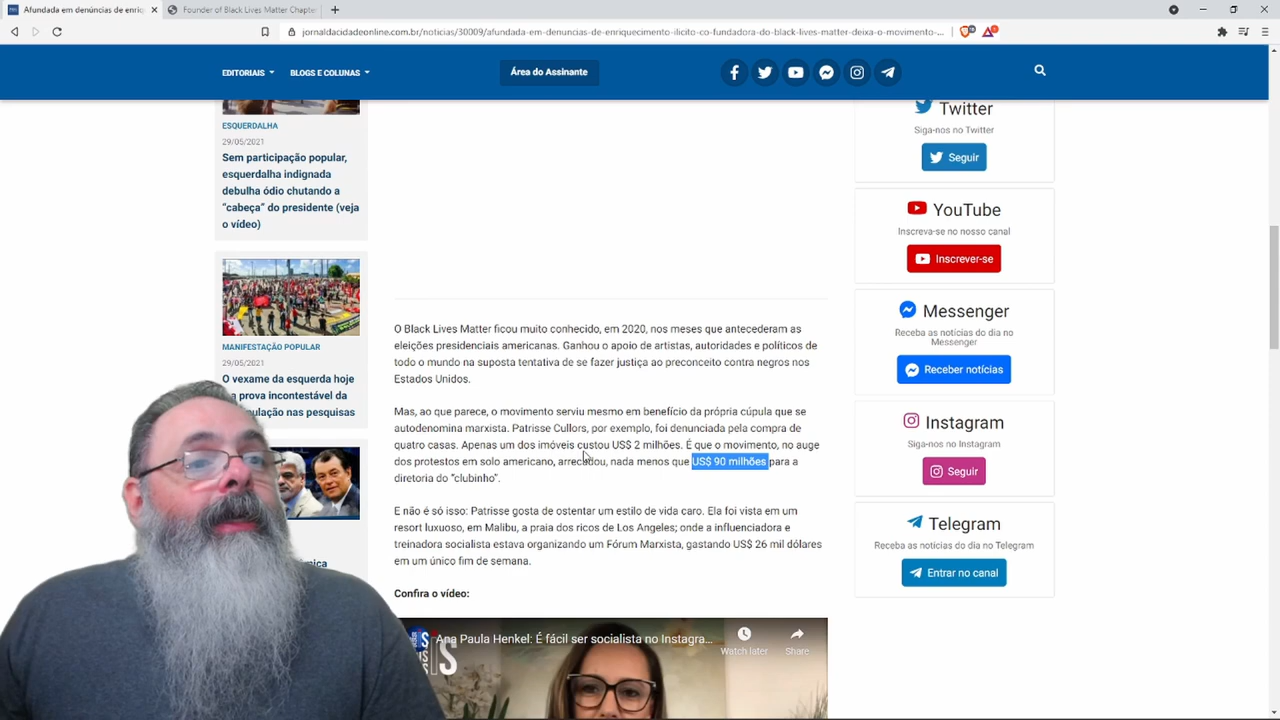 Afundada em denúncias de enriq
Founder of Black Lives Matter Chapter
jornaldacidadeonline.com.br/noticias/30009/afundada-em-denuncias-de-enriquecimento-ilicito-co-fundadora-do-black-lives-matter-deixa-o-movimento-...
EDITORIAIS
BLOGS E COLUNAS
Área do Assinante
ESQUERDALHA
29/05/2021
Sem participação popular,
esquerdalha indignada
debulha ódio chutando a
“cabeça” do presidente (veja
o vídeo)
MANIFESTAÇÃO POPULAR
29/05/2021
O vexame da esquerda hoje
a prova incontestável da
nas pesquisas
O Black Lives Matter ficou muito conhecido, em 2020, nos meses que antecederam as
eleições presidenciais americanas. Ganhou o apoio de artistas, autoridades e políticos de
todo o mundo na suposta tentativa de se fazer justiça ao preconceito contra negros nos
Estados Unidos.
Mas, ao que parece, o movimento serviu mesmo em benefício da própria cúpula que se
autodenomina marxista. Patrisse Cullors, por exemplo, foi denunciada pela compra de
quatro casas. Apenas um dos imóveis custou US$ 2 milhões. É que o movimento, no auge
dos protestos em solo americano, arrecadou, nada menos que US$ 90 milhões para a
diretoria do “clubinho”.
E não é só isso: Patrisse gosta de ostentar um estilo de vida caro. Ela foi vista em um
resort luxuoso, em Malibu, a praia dos ricos de Los Angeles; onde a influenciadora e
treinadora socialista estava organizando um Fórum Marxista, gastando US$ 26 mil dólares
em um único fim de semana.
Confira o vídeo:
Ana Paula Henkel: É fácil ser socialista no Instagra...
Watch later
Share
Twitter
Siga-nos no Twitter
Seguir
YouTube
Inscreva-se no nosso canal
Inscrever-se
Messenger
Receba as notícias do dia no
Messenger
Receber notícias
Instagram
Siga-nos no Instagram
Seguir
Telegram
Receba as notícias do dia no Telegram
Entrar no canal